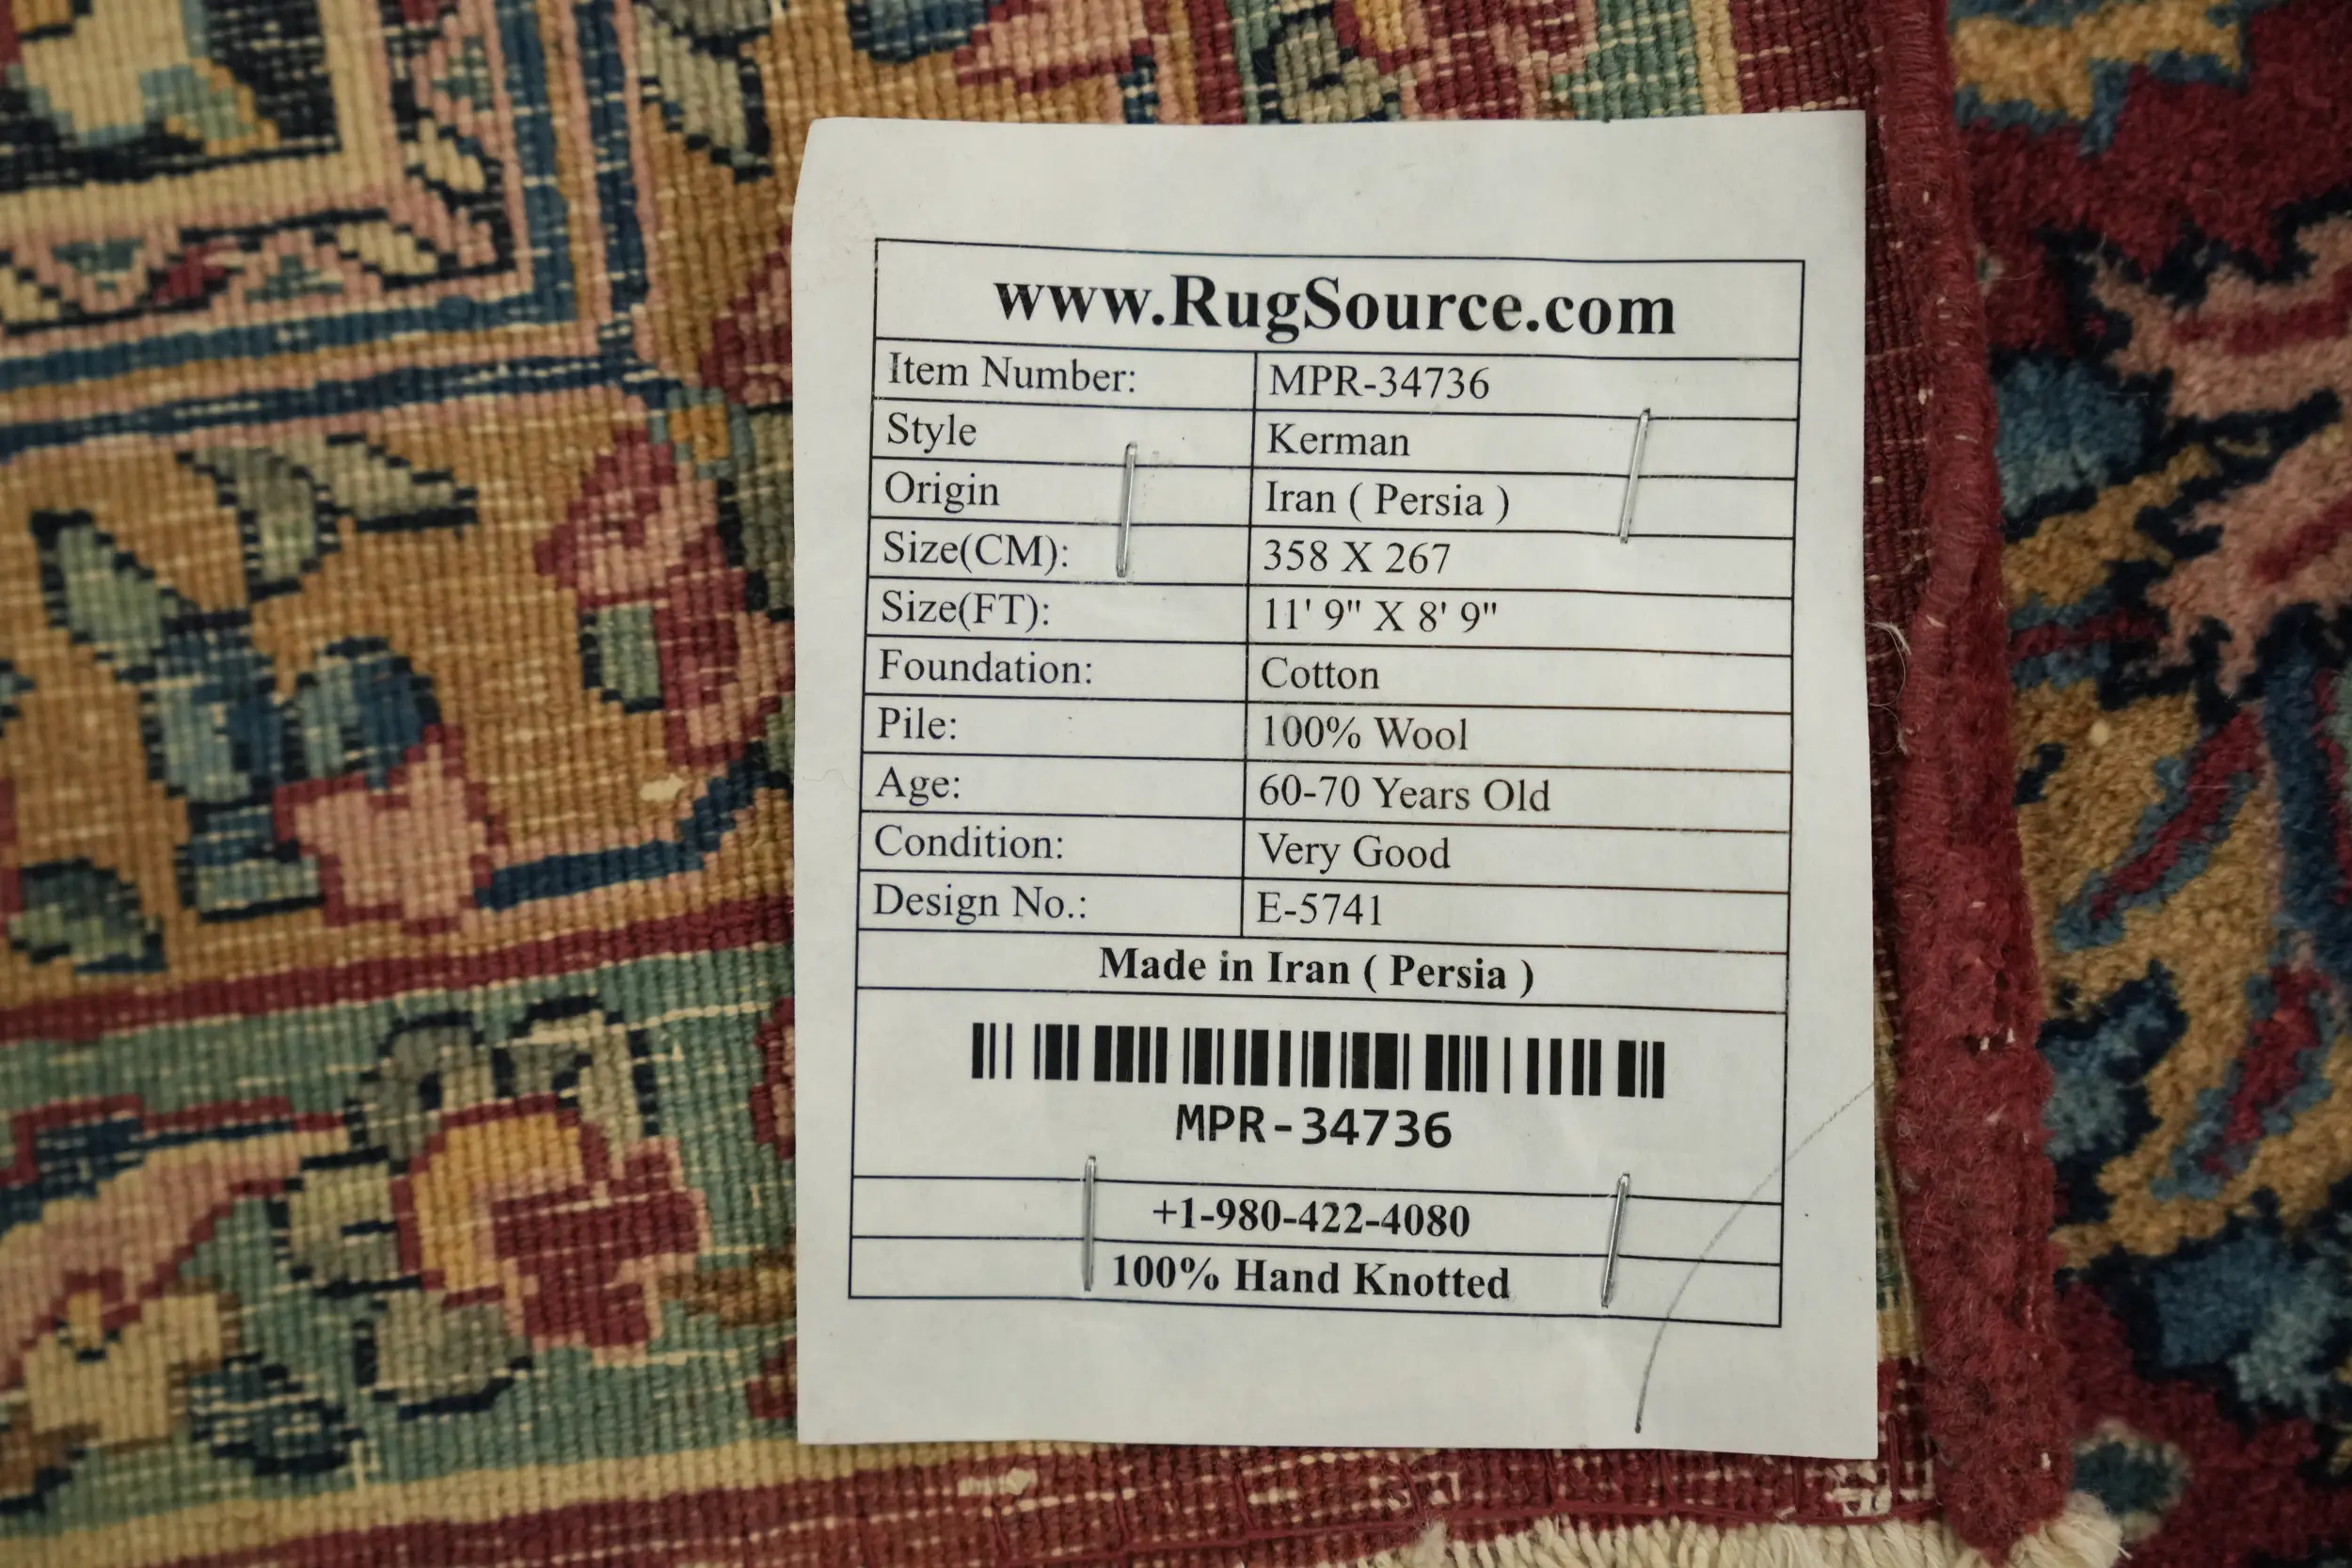 www.RugSource.com
Item Number: MPR-34736
Style Kerman
Origin Iran ( Persia )
Size(CM): 358 X 267
Size(FT): 11' 9" X 8' 9"
Foundation: Cotton
Pile: 100% Wool
Age: 60-70 Years Old
Condition: Very Good
Design No.: E-5741
Made in Iran ( Persia )
MPR-34736
+1-980-422-4080
100% Hand Knotted